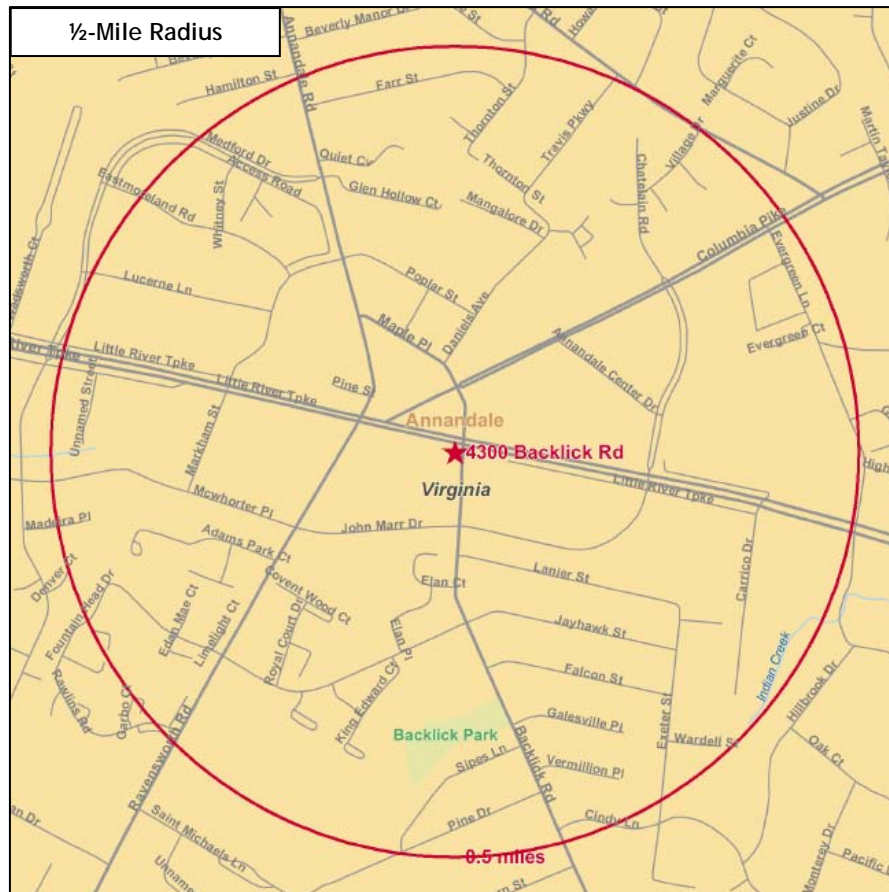 ½-Mile Radius
Annandale Rd
Beverly Manor Dr
Hamilton St
Farr St
Thornton St
Travis Pkwy
Marguerite Ct
Village Dr
Justine Dr
Medford Dr
Access Road
Quiet Cv
Thornton St
Chatelain Rd
Eastmoreland Rd
Whitney St
Glen Hollow Ct
Mangalore Dr
Columbia Pike
Evergreen Ln
Wadsworth Ct
Lucerne Ln
Poplar St
Daniels Ave
Maple Pl
Annandale Center Dr
Evergreen Ct
River Tpke
Little River Tpke
Little River Tpke
Pine St
Unnamed Street
Markham St
Annandale
4300 Backlick Rd
Virginia
Little River Tpke
High
Mcwhorter Pl
John Marr Dr
Madeira Pl
Adams Park Ct
Denver Ct
Fountain Head Dr
Covent Wood Ct
Elan Ct
Lanier St
Carrico Dr
Edan Mae Ct
Limelight Ct
Royal Court Dr
Elan Pl
Jayhawk St
Indian Creek
Rawlins Rd
Garbo Ct
King Edward Ct
Falcon St
Exeter St
Hillbrook Dr
Ravensworth Rd
Backlick Park
Galesville Pl
Wardell St
Backlick Rd
Sipes Ln
Vermillion Pl
Oak Ct
Saint Michaels Ln
Pine Dr
Cindy Ln
Monterey Dr
Pacific
0.5 miles